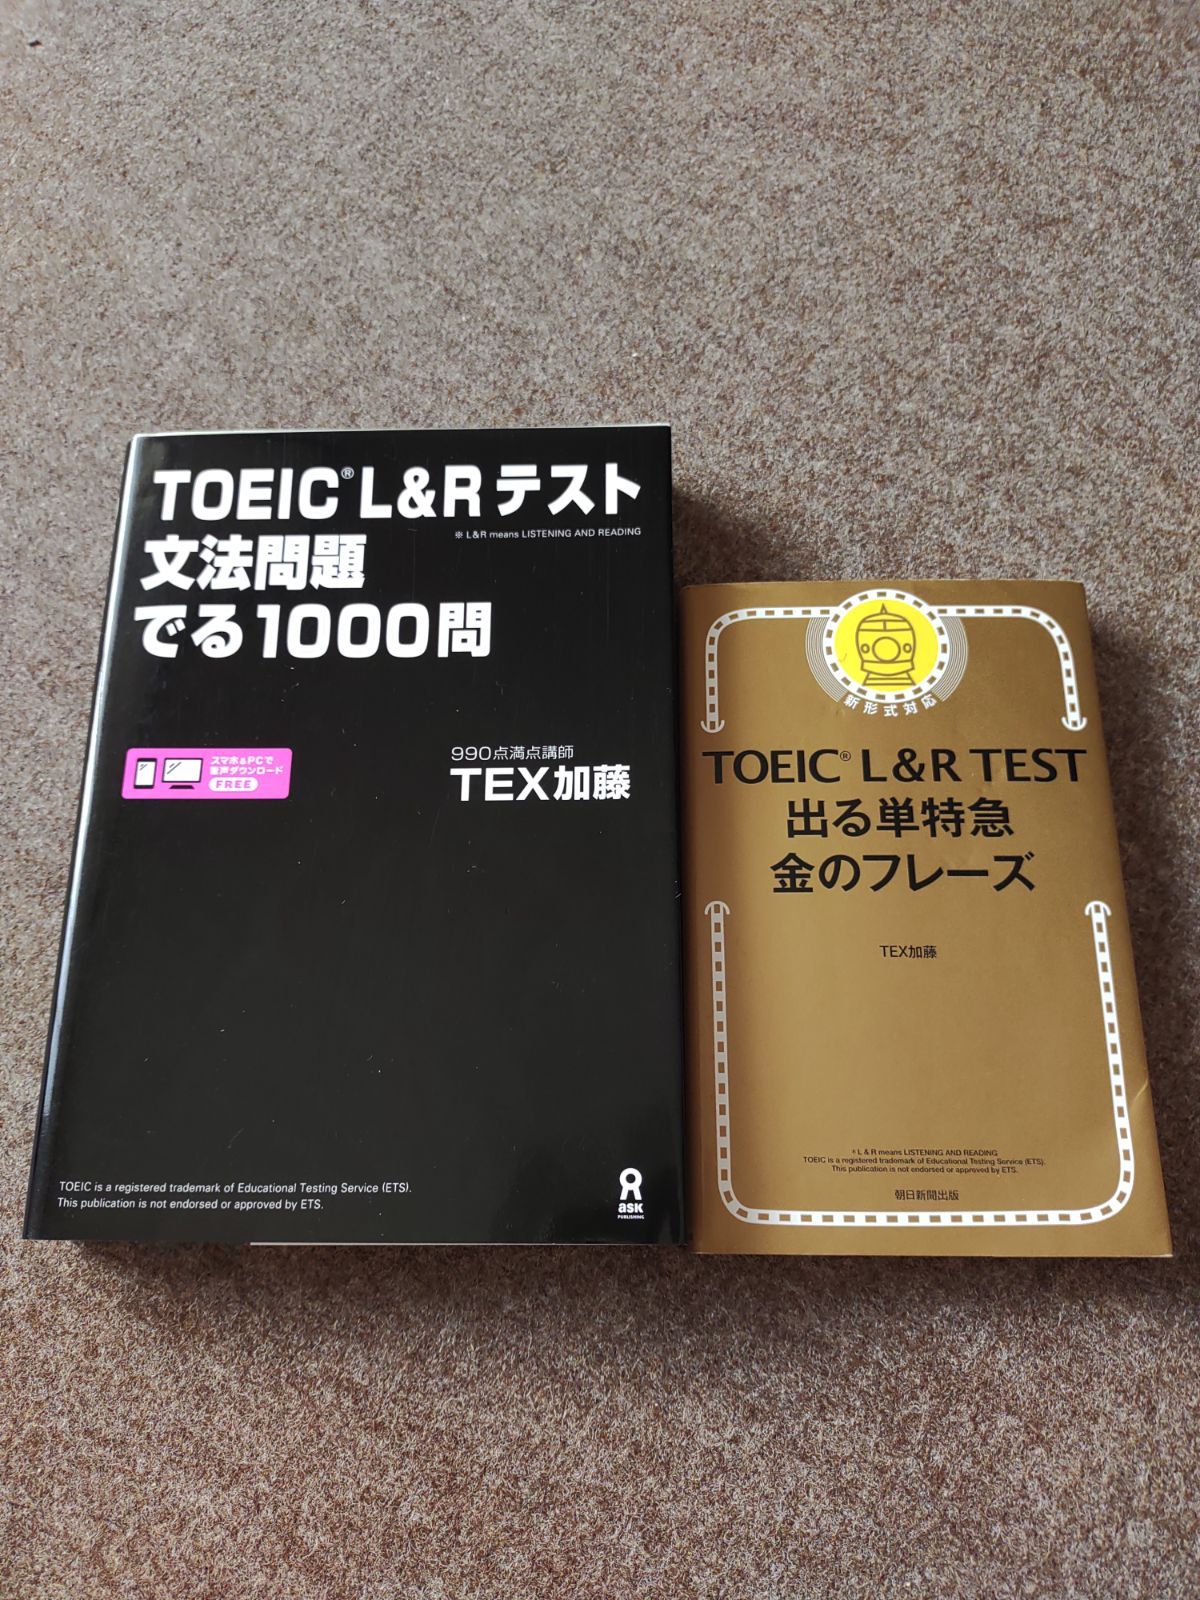 TOEIC® L&R テスト
※ L&R means LISTENING AND READING
文法問題
でる1000問
スマホ&PCで
音声ダウンロード
FREE
990点満点講師
TEX加藤
TOEIC is a registered trademark of Educational Testing Service (ETS).
This publication is not endorsed or approved by ETS.
ask
PUBLISHING
新形式対応
TOEIC® L&R TEST
出る単特急
金のフレーズ
TEX加藤
* L & R means LISTENING AND READING
TOEIC is a registered trademark of Educational Testing Service (ETS).
This publication is not endorsed or approved by ETS.
朝日新聞出版